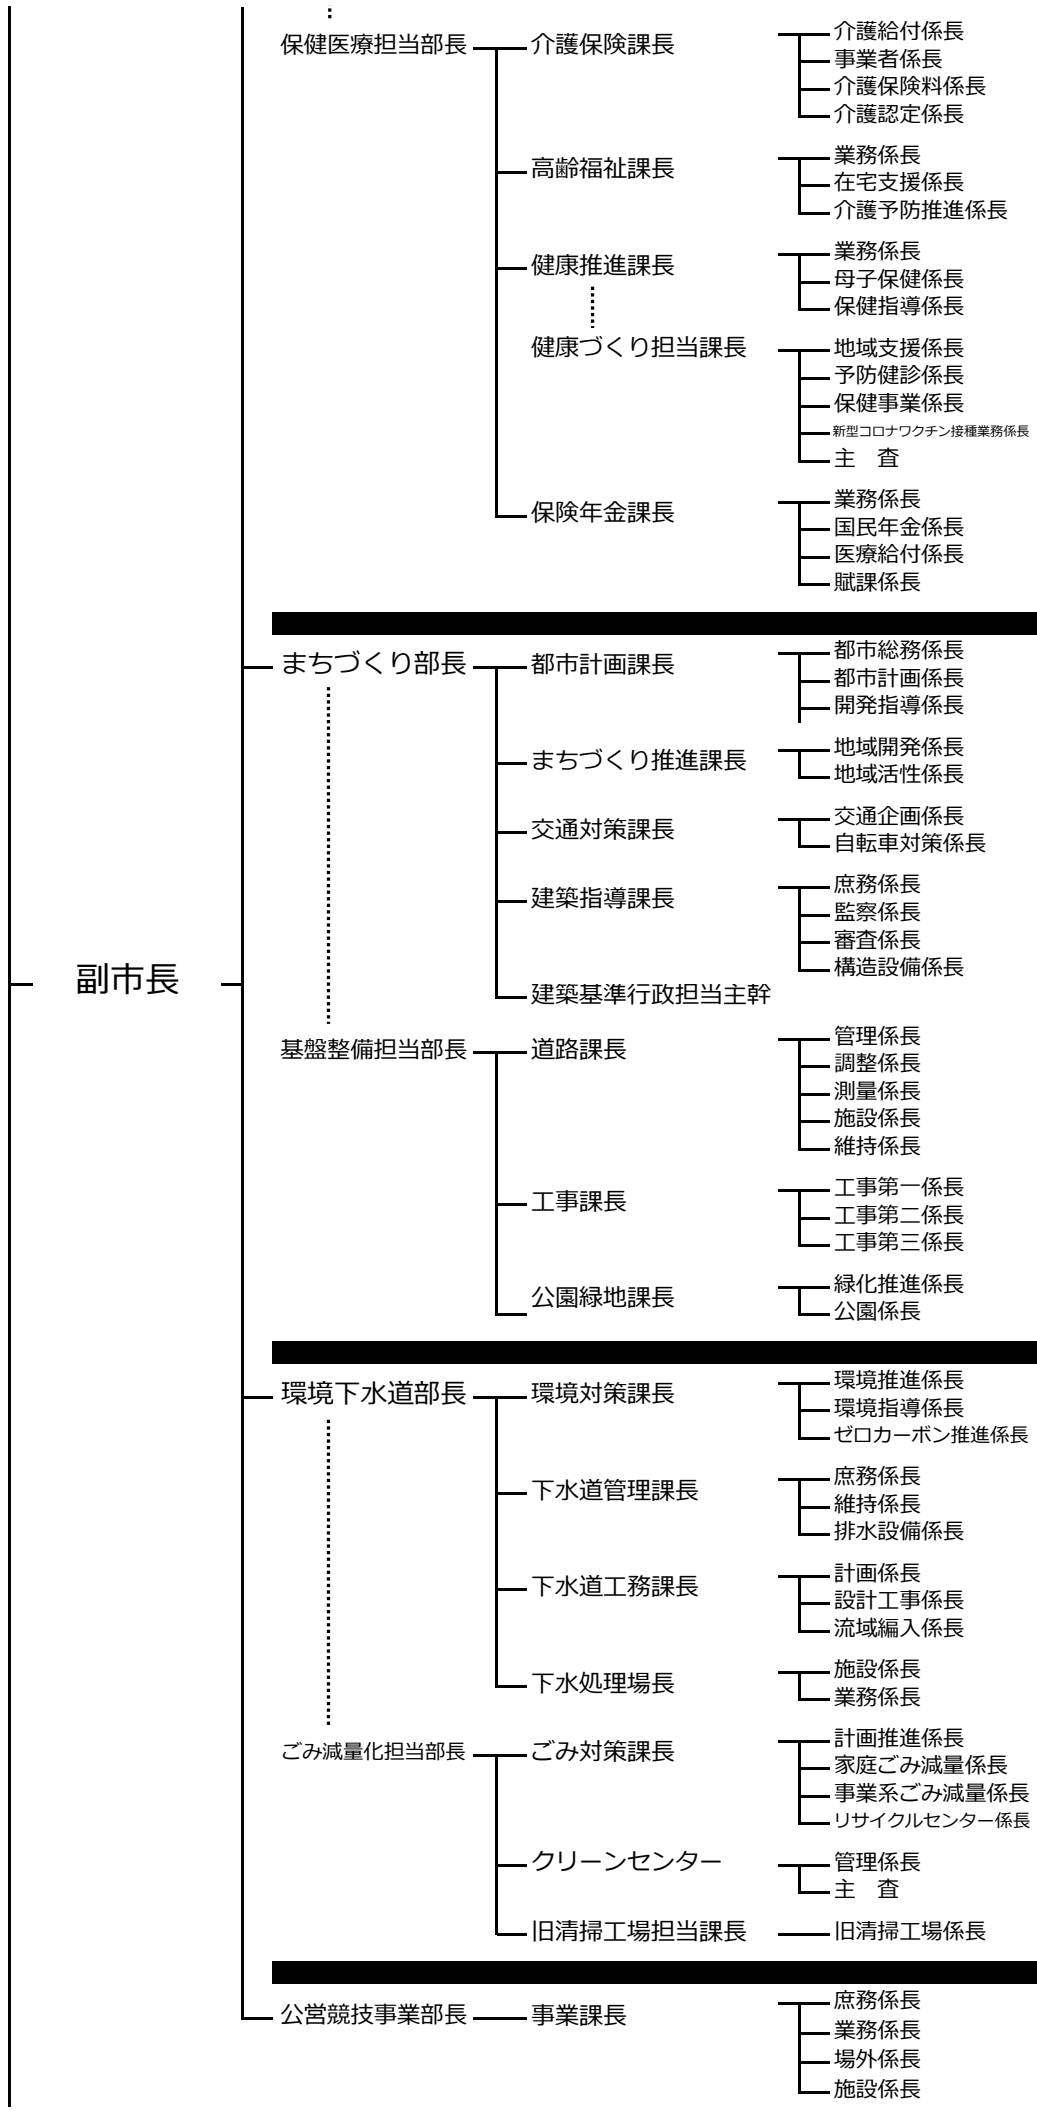 保健医療担当部長
介護保険課長
介護給付係長
事業者係長
介護保険料係長
介護認定係長
高齢福祉課長
業務係長
在宅支援係長
介護予防推進係長
健康推進課長
業務係長
母子保健係長
保健指導係長
健康づくり担当課長
地域支援係長
予防健診係長
保健事業係長
新型コロナワクチン接種業務係長
主　査
保険年金課長
業務係長
国民年金係長
医療給付係長
賦課係長
まちづくり部長
都市計画課長
都市総務係長
都市計画係長
開発指導係長
まちづくり推進課長
地域開発係長
地域活性係長
交通対策課長
交通企画係長
自転車対策係長
建築指導課長
庶務係長
監察係長
審査係長
構造設備係長
副市長
建築基準行政担当主幹
基盤整備担当部長
道路課長
管理係長
調整係長
測量係長
施設係長
維持係長
工事課長
工事第一係長
工事第二係長
工事第三係長
公園緑地課長
緑化推進係長
公園係長
環境下水道部長
環境対策課長
環境推進係長
環境指導係長
ゼロカーボン推進係長
下水道管理課長
庶務係長
維持係長
排水設備係長
下水道工務課長
計画係長
設計工事係長
流域編入係長
下水処理場長
施設係長
業務係長
ごみ減量化担当部長
ごみ対策課長
計画推進係長
家庭ごみ減量係長
事業系ごみ減量係長
リサイクルセンター係長
クリーンセンター
管理係長
主　査
旧清掃工場担当課長
旧清掃工場係長
公営競技事業部長
事業課長
庶務係長
業務係長
場外係長
施設係長